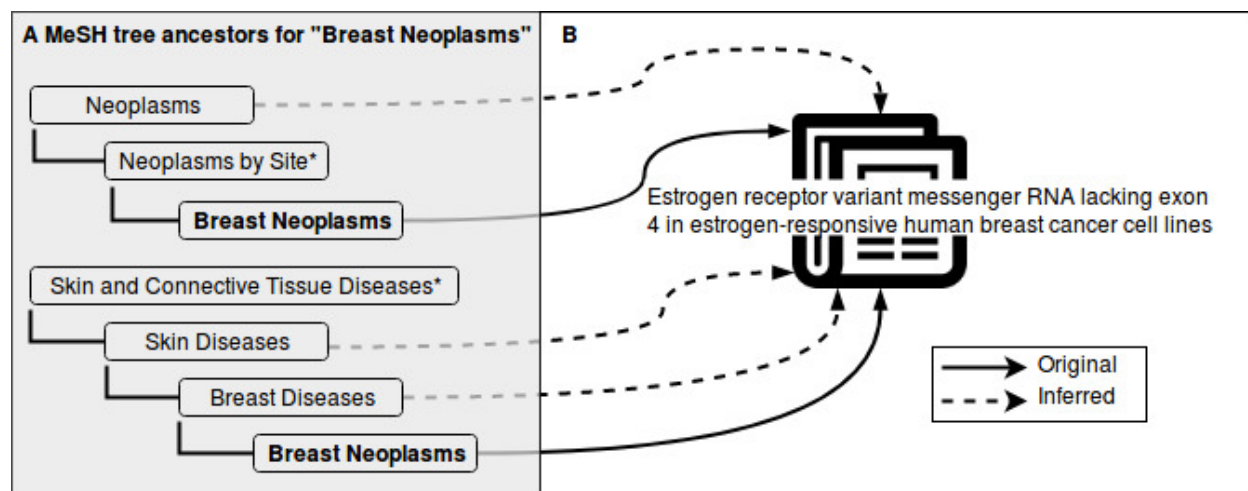 A MeSH tree ancestors for "Breast Neoplasms"
B
Neoplasms
Neoplasms by Site*
Breast Neoplasms
Estrogen receptor variant messenger RNA lacking exon
4 in estrogen-responsive human breast cancer cell lines
Skin and Connective Tissue Diseases*
Skin Diseases
Breast Diseases
Breast Neoplasms
Original
Inferred